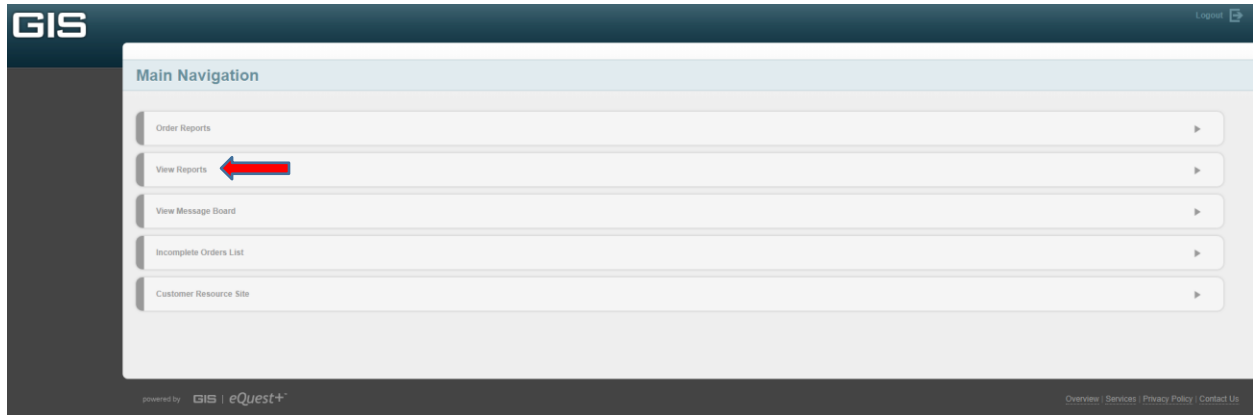 GIS
Logout
Main Navigation
Order Reports
View Reports
View Message Board
Incomplete Orders List
Customer Resource Site
powered by GIS | eQuest+™
Overview | Services | Privacy Policy | Contact Us